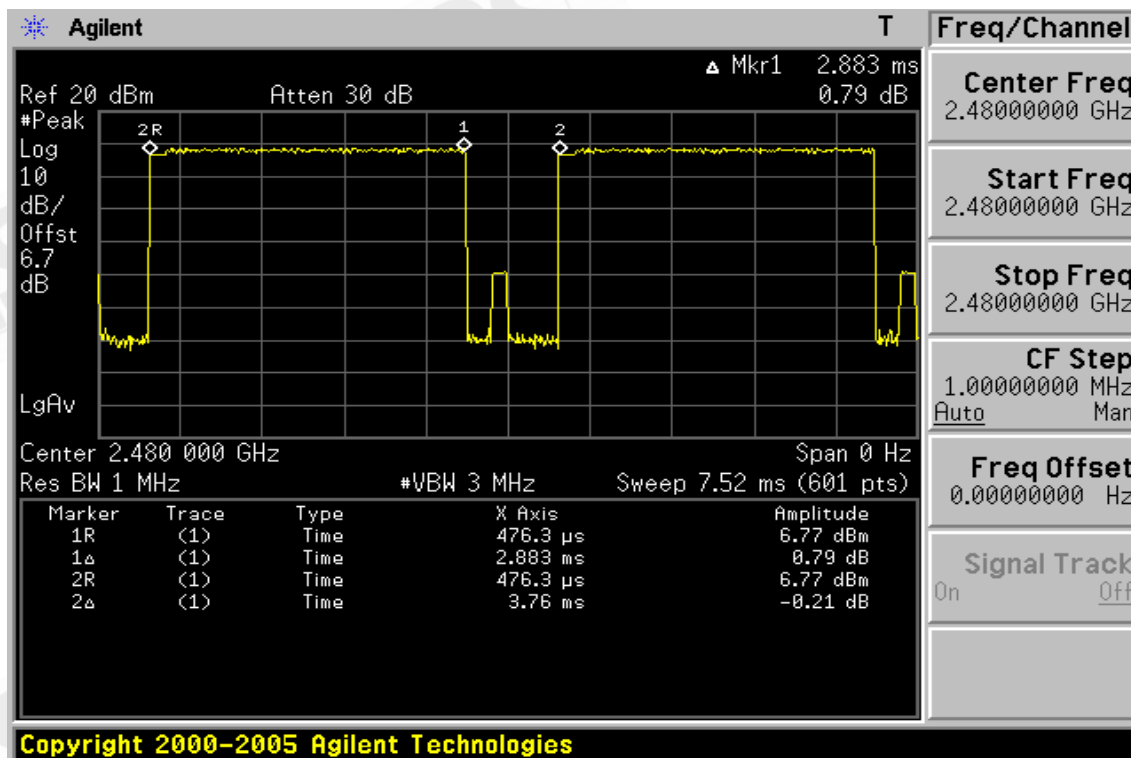 Agilent T
Freq/Channel
▵ Mkr1 2.883 ms
Ref 20 dBm Atten 30 dB 0.79 dB
#Peak
Log
10
dB/
Offst
6.7
dB
LgAv
2R 1 2
Center 2.480 000 GHz Span 0 Hz
Res BW 1 MHz #VBW 3 MHz Sweep 7.52 ms (601 pts)
Marker Trace Type X Axis Amplitude
1R (1) Time 476.3 µs 6.77 dBm
1▵ (1) Time 2.883 ms 0.79 dB
2R (1) Time 476.3 µs 6.77 dBm
2▵ (1) Time 3.76 ms -0.21 dB
Center Freq
2.48000000 GHz
Start Freq
2.48000000 GHz
Stop Freq
2.48000000 GHz
CF Step
1.00000000 MHz
Auto Man
Freq Offset
0.00000000 Hz
Signal Track
On Off
Copyright 2000-2005 Agilent Technologies